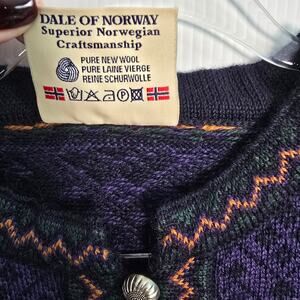 DALE OF NORWAY
Superior Norwegian
Craftsmanship
PURE NEW WOOL
PURE LAINE VIERGE
REINE SCHURWOLLE